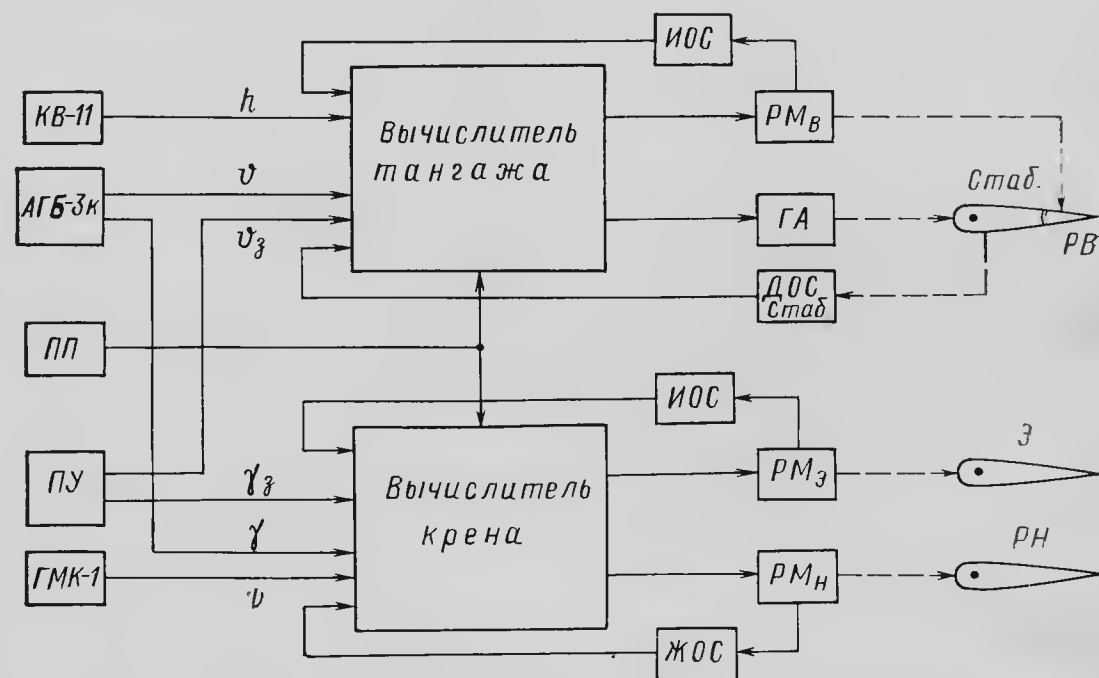 ИОС
КВ-11
h
Вычислитель
тангажа
РМВ
АГБ-3к
υ
υз
ГА
Стаб.
РВ
ДОС
Стаб
ПП
ИОС
ПУ
γз
Вычислитель
крена
РМЭ
Э
γ
ГМК-1
РМН
РН
ЖОС